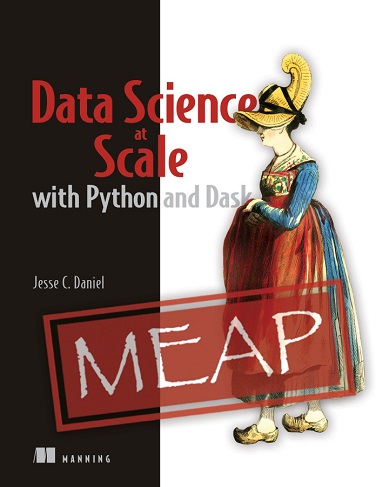 Data Science
at
Scale
with Python and Dask
Jesse C. Daniel
MEAP
MANNING